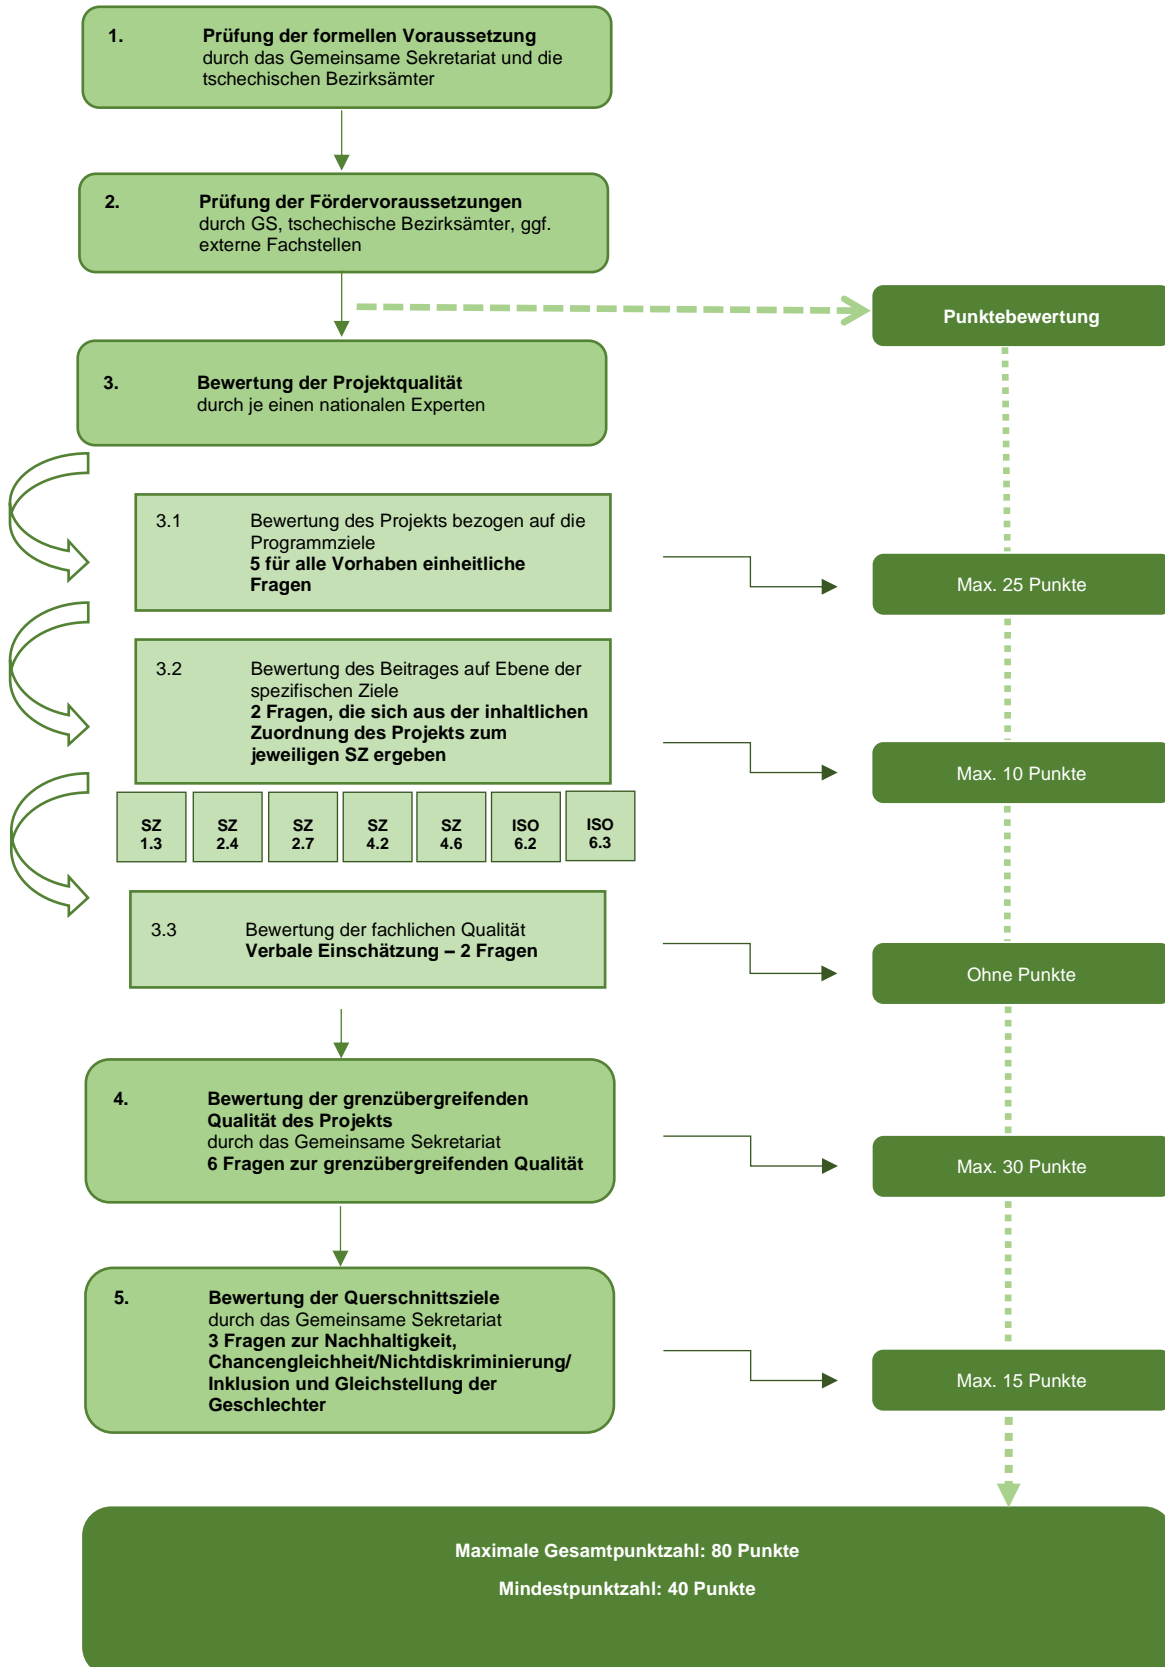 1. Prüfung der formellen Voraussetzung
durch das Gemeinsame Sekretariat und die
tschechischen Bezirksämter
2. Prüfung der Fördervoraussetzungen
durch GS, tschechische Bezirksämter, ggf.
externe Fachstellen
Punktebewertung
3. Bewertung der Projektqualität
durch je einen nationalen Experten
3.1 Bewertung des Projekts bezogen auf die
Programmziele
5 für alle Vorhaben einheitliche
Fragen
Max. 25 Punkte
3.2 Bewertung des Beitrages auf Ebene der
spezifischen Ziele
2 Fragen, die sich aus der inhaltlichen
Zuordnung des Projekts zum
jeweiligen SZ ergeben
Max. 10 Punkte
SZ
1.3
SZ
2.4
SZ
2.7
SZ
4.2
SZ
4.6
ISO
6.2
ISO
6.3
3.3 Bewertung der fachlichen Qualität
Verbale Einschätzung – 2 Fragen
Ohne Punkte
4. Bewertung der grenzübergreifenden
Qualität des Projekts
durch das Gemeinsame Sekretariat
6 Fragen zur grenzübergreifenden Qualität
Max. 30 Punkte
5. Bewertung der Querschnittsziele
durch das Gemeinsame Sekretariat
3 Fragen zur Nachhaltigkeit,
Chancengleichheit/Nichtdiskriminierung/
Inklusion und Gleichstellung der
Geschlechter
Max. 15 Punkte
Maximale Gesamtpunktzahl: 80 Punkte
Mindestpunktzahl: 40 Punkte